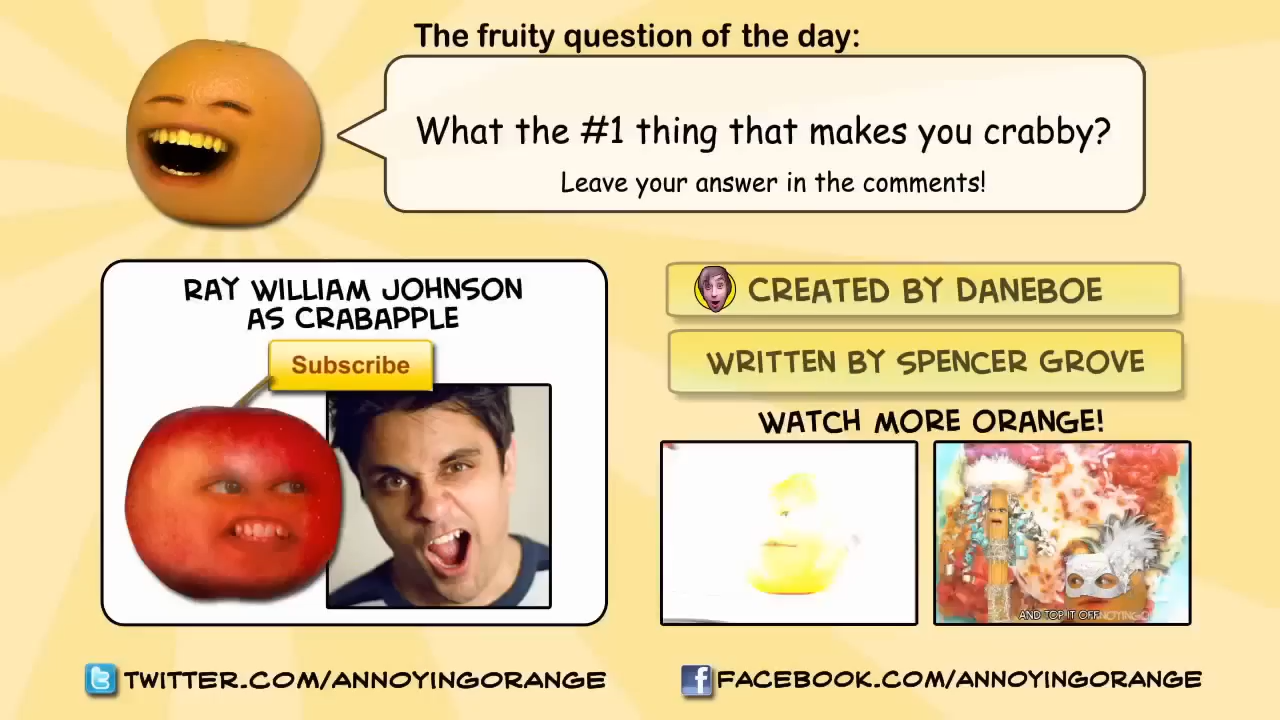 The fruity question of the day:
What the #1 thing that makes you crabby?
Leave your answer in the comments!
RAY WILLIAM JOHNSON
AS CRABAPPLE
Subscribe
CREATED BY DANEBOE
WRITTEN BY SPENCER GROVE
WATCH MORE ORANGE!
AND TOP IT OFF
TWITTER.COM/ANNOYINGORANGE
FACEBOOK.COM/ANNOYINGORANGE